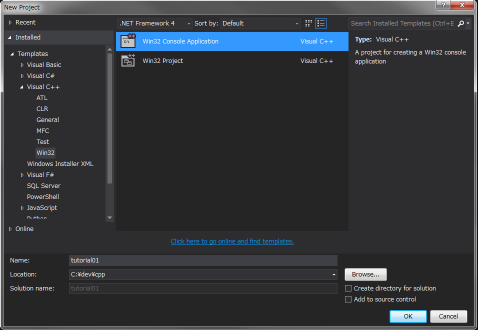 New Project
Recent
Installed
Templates
Visual Basic
Visual C#
Visual C++
ATL
CLR
General
MFC
Test
Win32
Windows Installer XML
Visual F#
SQL Server
PowerShell
JavaScript
Python
Online
.NET Framework 4 Sort by: Default
Win32 Console Application Visual C++
Win32 Project Visual C++
Click here to go online and find templates.
Search Installed Templates (Ctrl+E
Type: Visual C++
A project for creating a Win32 console
application
Name: tutorial01
Location: C:¥dev¥cpp
Browse...
Solution name: tutorial01
Create directory for solution
Add to source control
OK Cancel